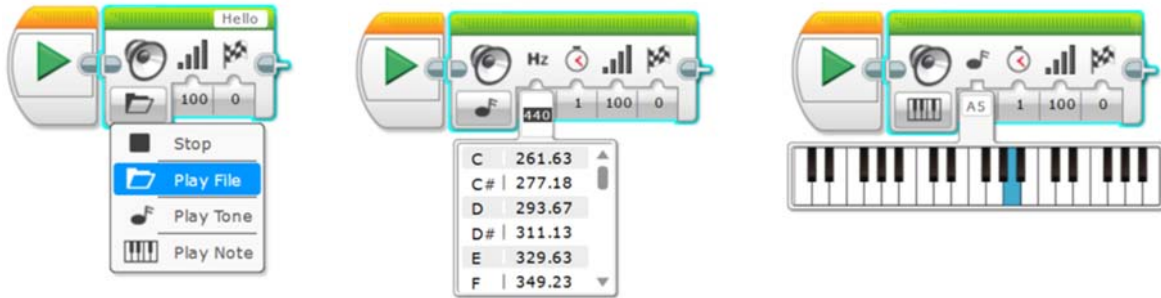 Hello
100 0
Stop
Play File
Play Tone
Play Note
Hz
440 1 100 0
C 261.63
C# 277.18
D 293.67
D# 311.13
E 329.63
F 349.23
A5 1 100 0